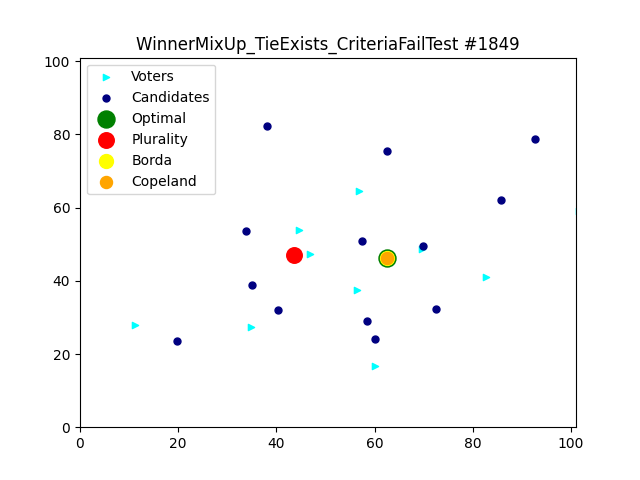 WinnerMixUp_TieExists_CriteriaFailTest #1849
Voters
Candidates
Optimal
Plurality
Borda
Copeland
100
80
60
40
20
0
0 20 40 60 80 100